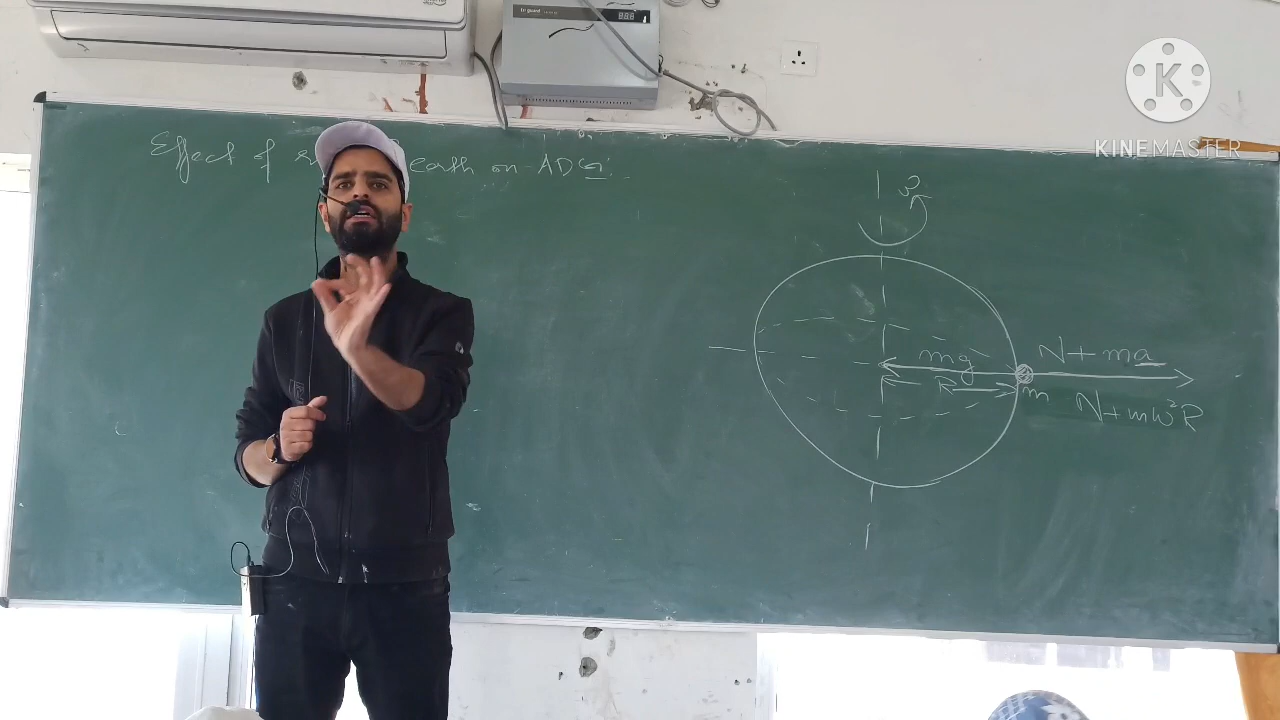 Effect of earth on ADG:
ω
mg
N + ma
R
m
N + mω²R
K
KINEMASTER